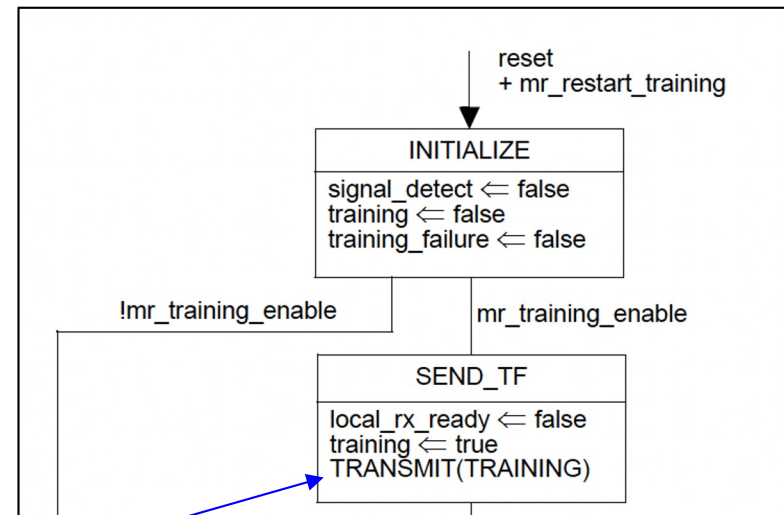 reset
+ mr_restart_training
INITIALIZE
signal_detect ⇐ false
training ⇐ false
training_failure ⇐ false
!mr_training_enable
mr_training_enable
SEND_TF
local_rx_ready ⇐ false
training ⇐ true
TRANSMIT(TRAINING)